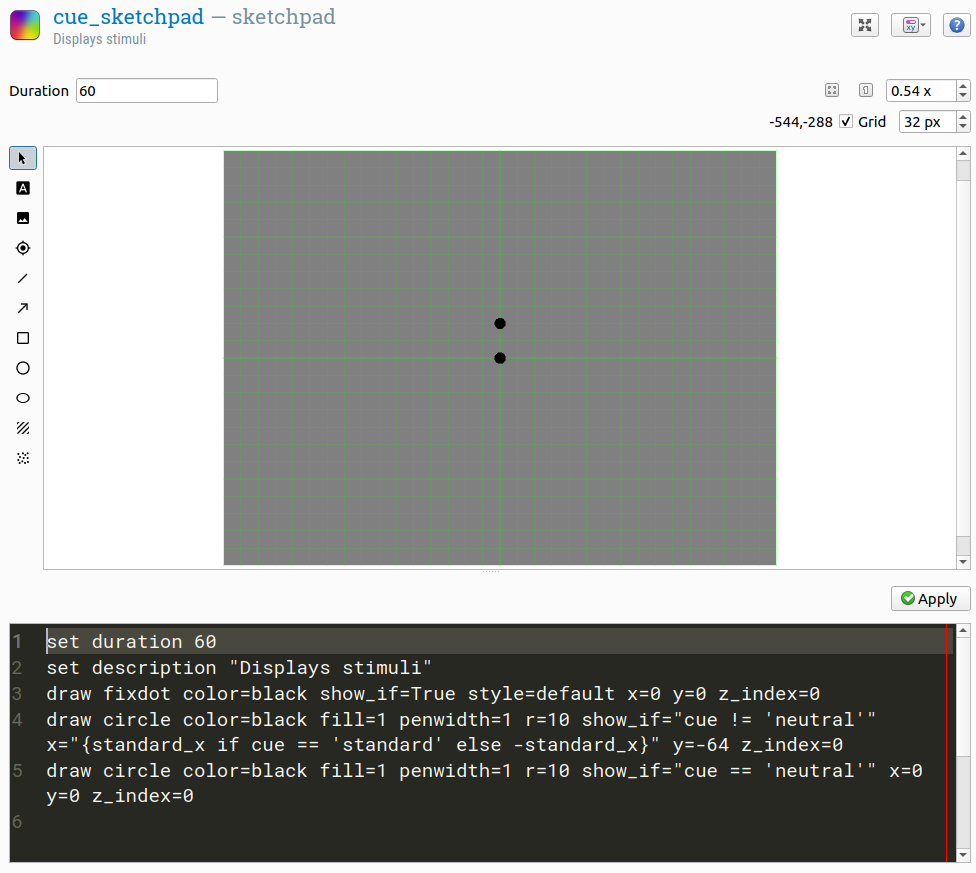 cue_sketchpad — sketchpad
Displays stimuli
Duration 60
0.54 x
-544,-288 Grid 32 px
A
Apply
1 set duration 60
2 set description "Displays stimuli"
3 draw fixdot color=black show_if=True style=default x=0 y=0 z_index=0
4 draw circle color=black fill=1 penwidth=1 r=10 show_if="cue != 'neutral'"
x="{standard_x if cue == 'standard' else -standard_x}" y=-64 z_index=0
5 draw circle color=black fill=1 penwidth=1 r=10 show_if="cue == 'neutral'" x=0
y=0 z_index=0
6